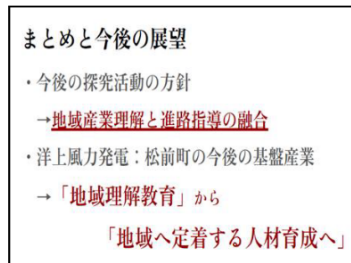 まとめと今後の展望
・今後の探究活動の方針
→地域産業理解と進路指導の融合
・洋上風力発電：松前町の今後の基盤産業
→「地域理解教育」から
「地域へ定着する人材育成へ」